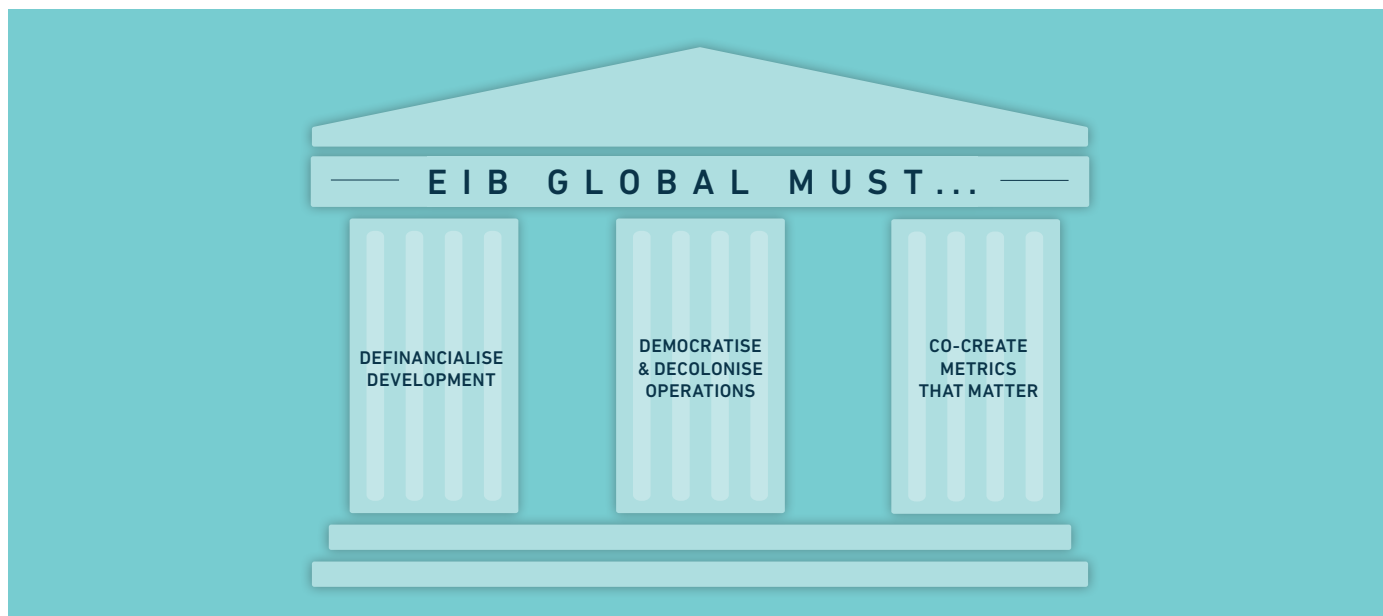 EIB GLOBAL MUST...
DEFINANCIALISE
DEVELOPMENT
DEMOCRATISE
& DECOLONISE
OPERATIONS
CO-CREATE
METRICS
THAT MATTER